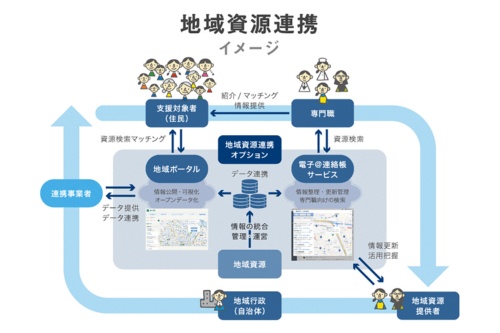 地域資源連携
イメージ
支援対象者
（住民）
紹介 / マッチング
情報提供
専門職
資源検索マッチング
地域資源連携
オプション
資源検索
地域ポータル
電子@連絡帳
サービス
データ連携
連携事業者
情報公開・可視化
オープンデータ化
情報整理・更新管理
専門職向けの検索
データ提供
データ連携
情報の統合
管理・運営
地域資源
情報更新
活用把握
地域行政
（自治体）
地域資源
提供者